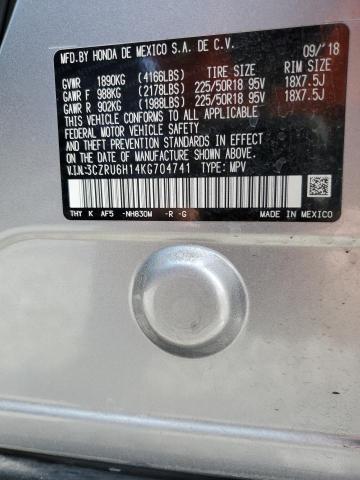 MFD.BY HONDA DE MEXICO S.A. DE C.V. 09/'18
GVWR 1890KG (4166LBS) TIRE SIZE RIM SIZE
GAWR F 988KG (2178LBS) 225/50R18 95V 18X7.5J
GAWR R 902KG (1988LBS) 225/50R18 95V 18X7.5J
THIS VEHICLE CONFORMS TO ALL APPLICABLE
FEDERAL MOTOR VEHICLE SAFETY AND THEFT
PREVENTION STANDARDS IN EFFECT ON THE DATE OF
MANUFACTURE SHOWN ABOVE.
V.I.N:3CZRU6H14KG704741 TYPE: MPV
THY K AF5 -NH830M -R -G
MADE IN MEXICO